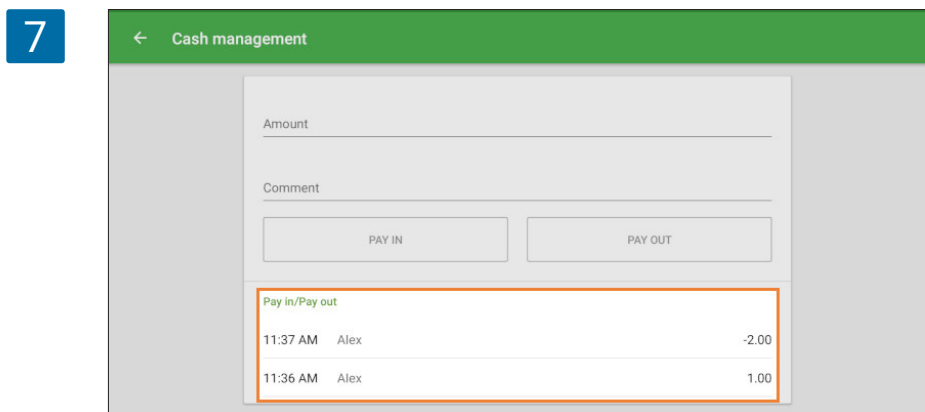 7
Cash management
Amount
Comment
PAY IN PAY OUT
Pay in/Pay out
11:37 AM Alex -2.00
11:36 AM Alex 1.00